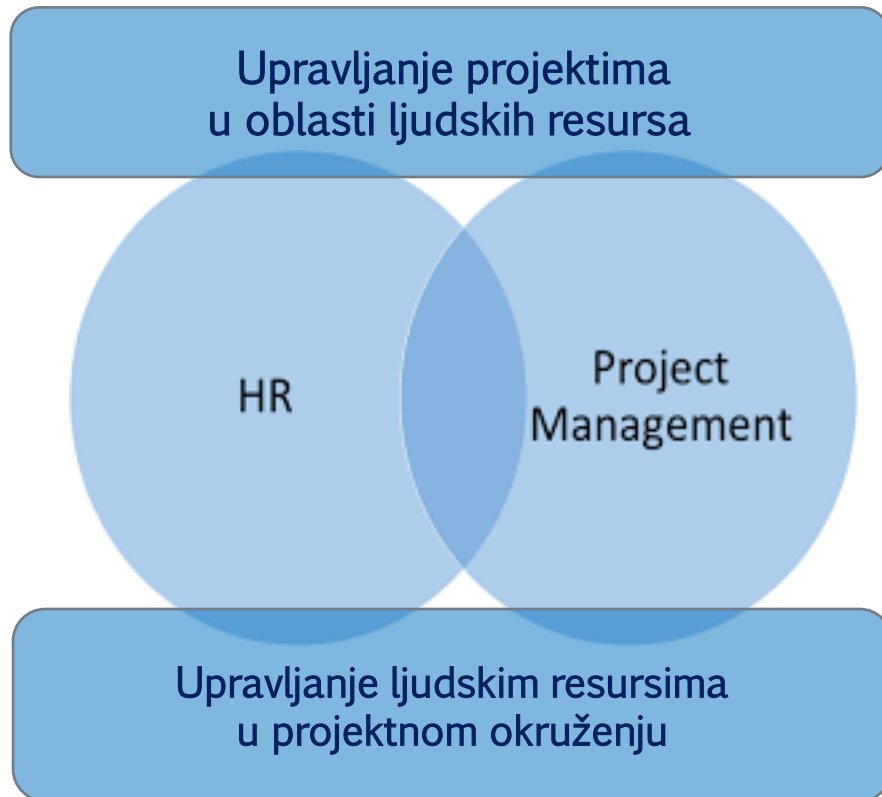 Upravljanje projektima
u oblasti ljudskih resursa
HR
Project
Management
Upravljanje ljudskim resursima
u projektnom okruženju